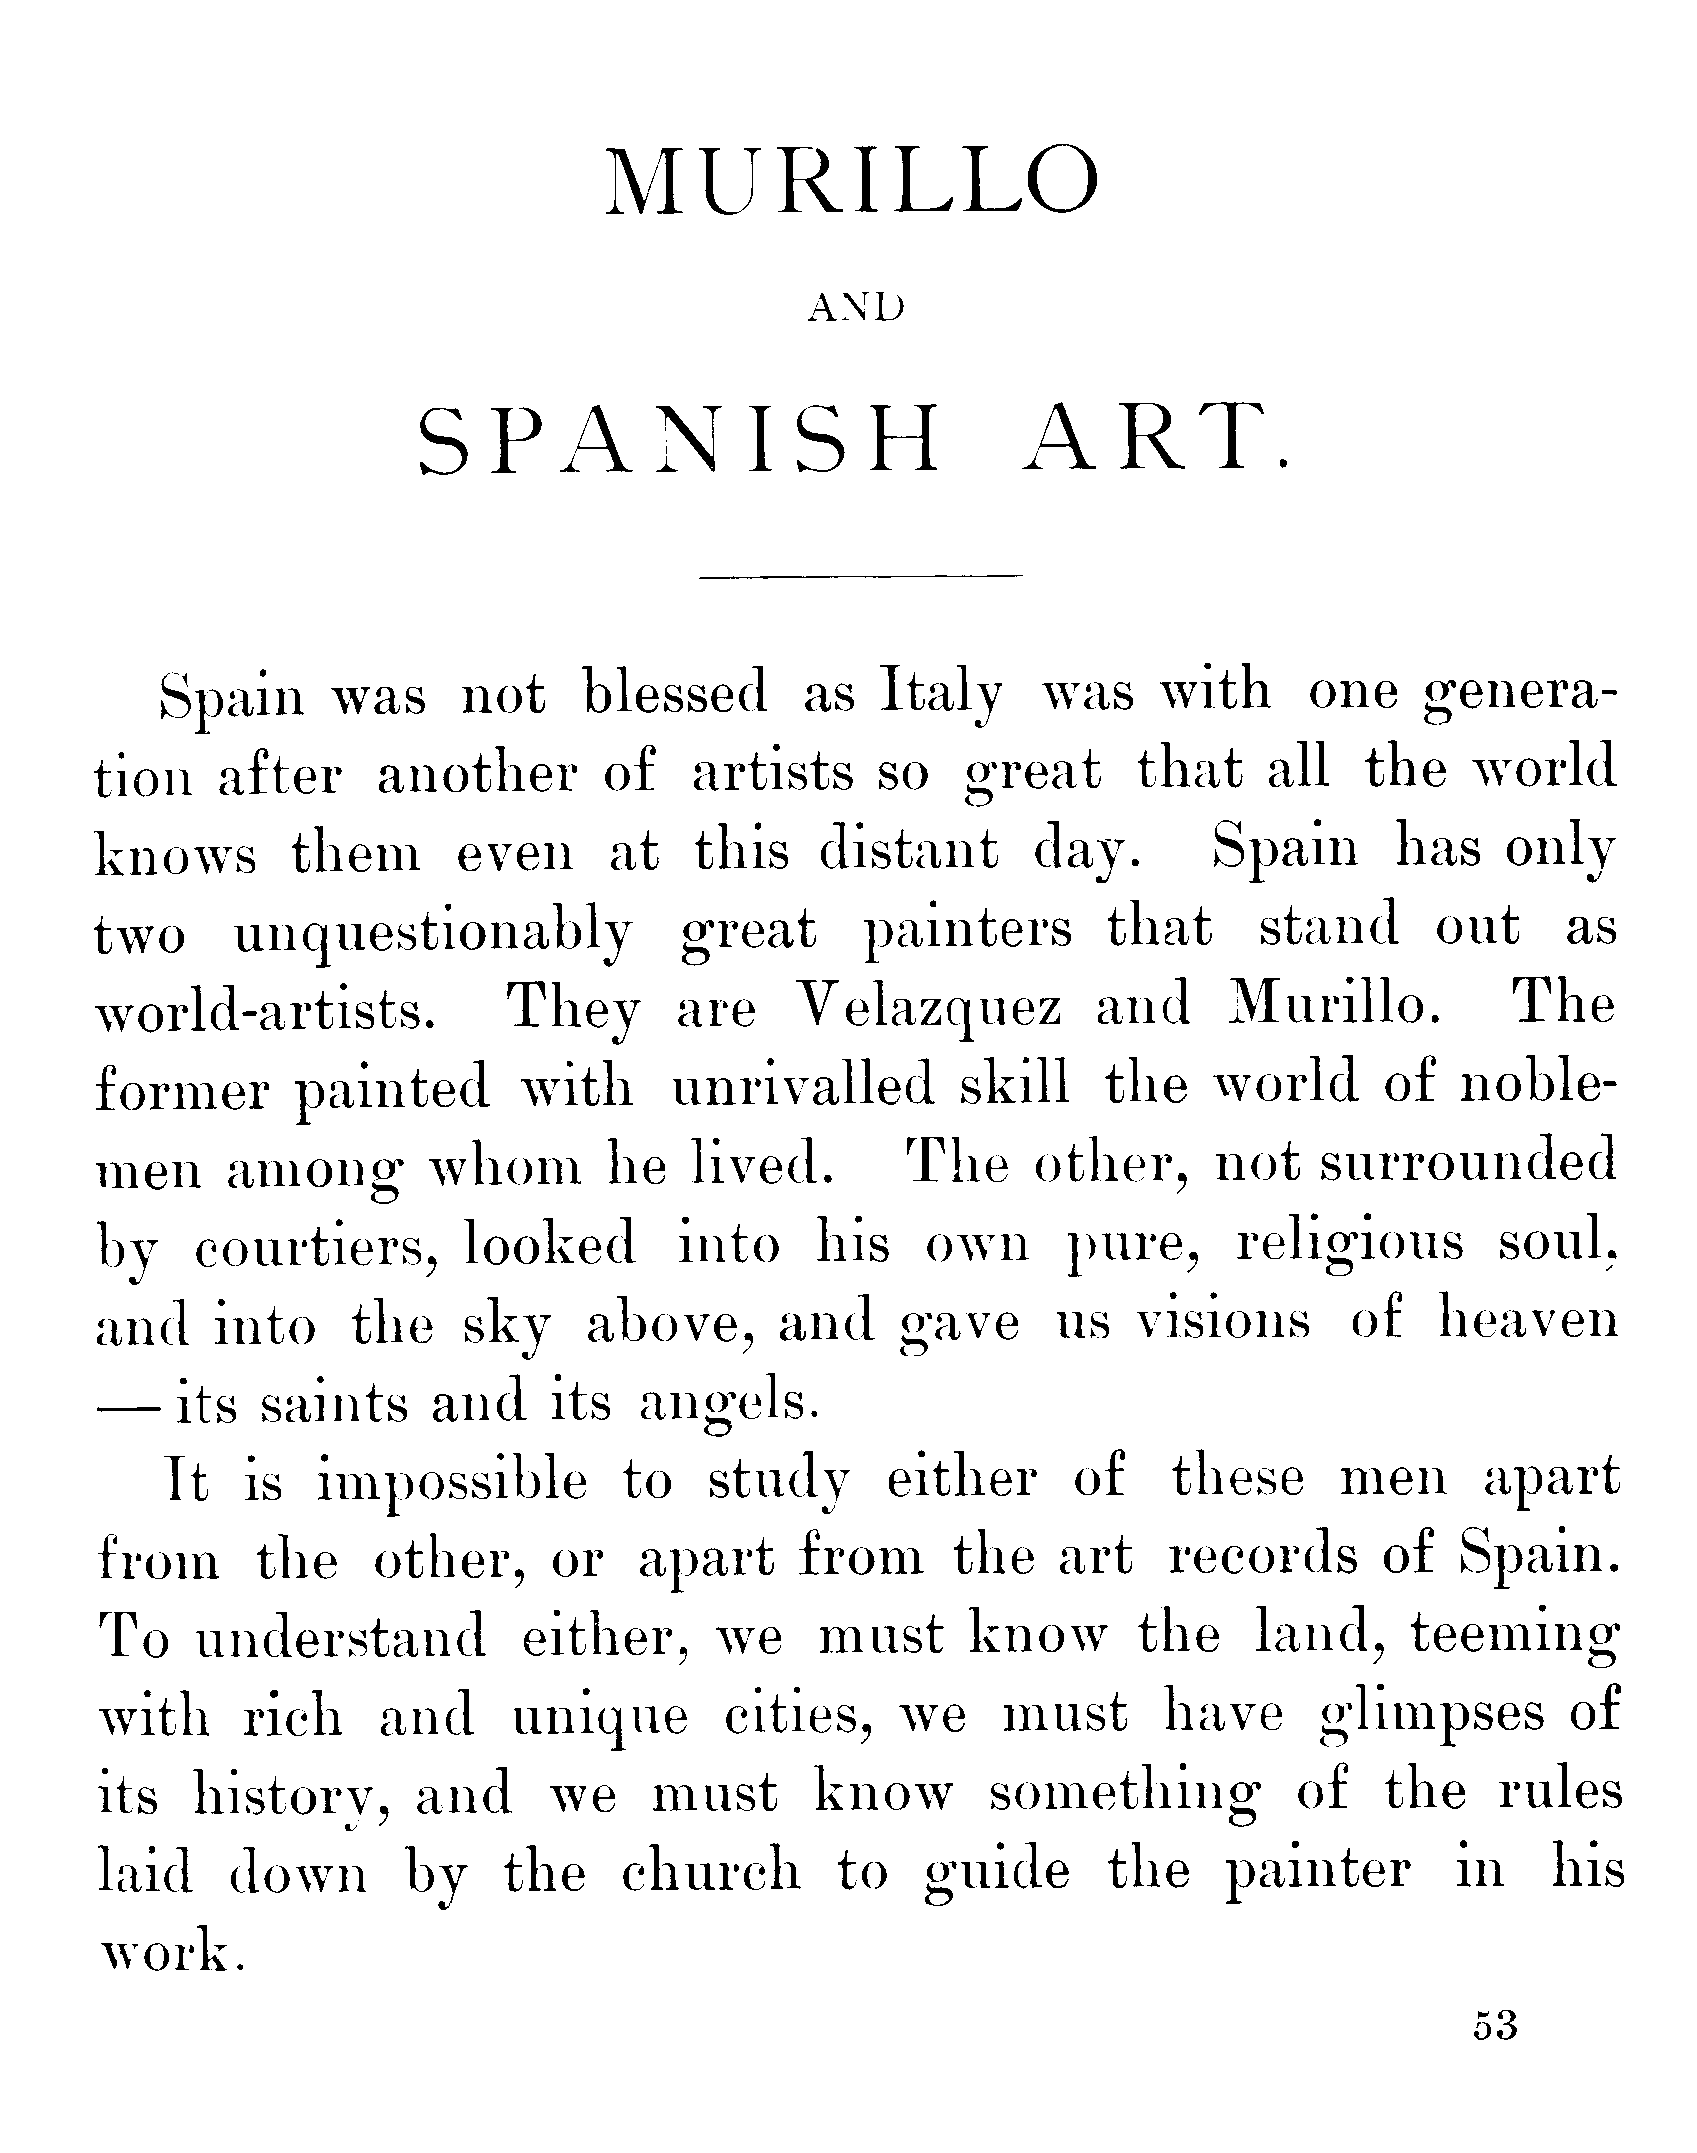 MURILLO
AND
SPANISH ART.
Spain was not blessed as Italy was with one genera-
tion after another of artists so great that all the world
knows them even at this distant day. Spain has only
two unquestionably great painters that stand out as
world-artists. They are Velazquez and Murillo. The
former painted with unrivalled skill the world of noble-
men among whom he lived. The other, not surrounded
by courtiers, looked into his own pure, religious soul,
and into the sky above, and gave us visions of heaven
— its saints and its angels.
It is impossible to study either of these men apart
from the other, or apart from the art records of Spain.
To understand either, we must know the land, teeming
with rich and unique cities, we must have glimpses of
its history, and we must know something of the rules
laid down by the church to guide the painter in his
work.
53